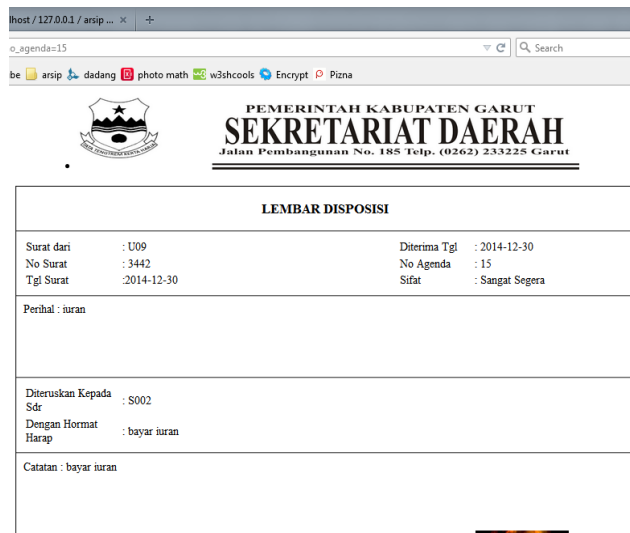 lhost / 127.0.0.1 / arsip ... × +
o_agenda=15
Search
be arsip dadang photo math w3shcools Encrypt Pizna
PEMERINTAH KABUPATEN GARUT
SEKRETARIAT DAERAH
Jalan Pembangunan No. 185 Telp. (0262) 233225 Garut
LEMBAR DISPOSISI
Surat dari : U09 Diterima Tgl : 2014-12-30
No Surat : 3442 No Agenda : 15
Tgl Surat :2014-12-30 Sifat : Sangat Segera
Perihal : iuran
Diteruskan Kepada
Sdr : S002
Dengan Hormat
Harap : bayar iuran
Catatan : bayar iuran